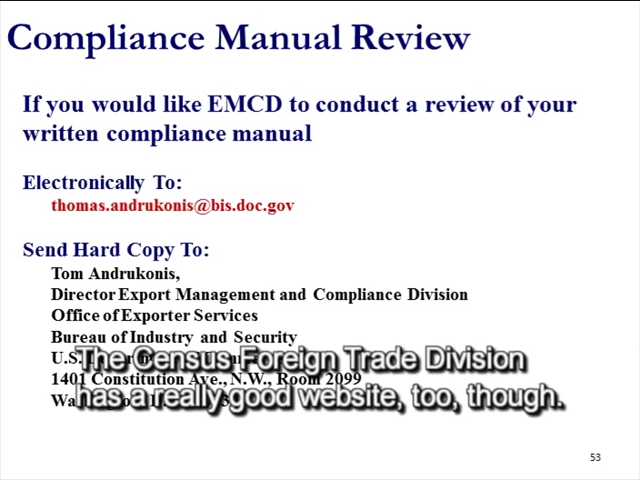 Compliance Manual Review
If you would like EMCD to conduct a review of your
written compliance manual
Electronically To:
thomas.andrukonis@bis.doc.gov
Send Hard Copy To:
Tom Andrukonis,
Director Export Management and Compliance Division
Office of Exporter Services
Bureau of Industry and Security
U.S.
The Census Foreign Trade Division
1401 Constitution Ave., N.W., Room 2099
has a really good website, too, though.
53